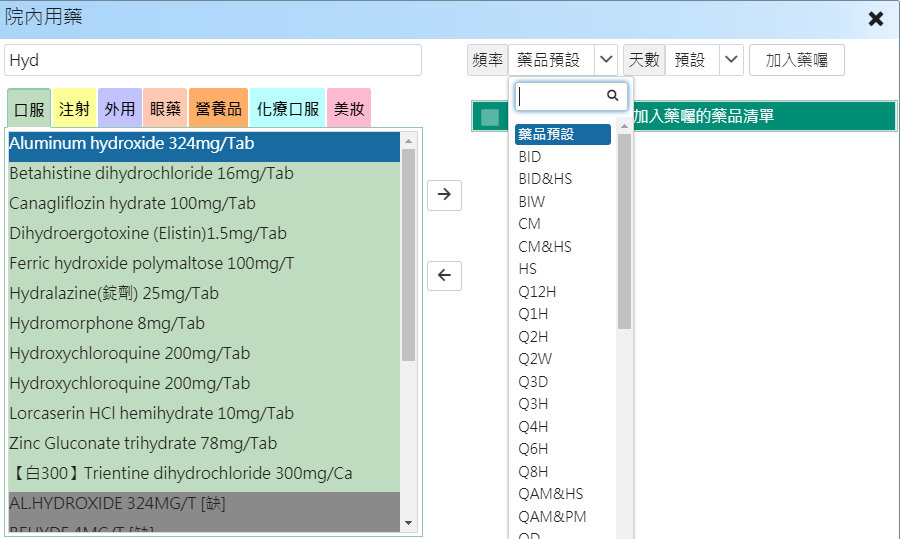 院內用藥
Hyd
頻率 藥品預設 天數 預設 加入藥囑
口服 注射 外用 眼藥 營養品 化療口服 美妝
Aluminum hydroxide 324mg/Tab
Betahistine dihydrochloride 16mg/Tab
Canagliflozin hydrate 100mg/Tab
Dihydroergotoxine (Elistin)1.5mg/Tab
Ferric hydroxide polymaltose 100mg/T
Hydralazine(錠劑) 25mg/Tab
Hydromorphone 8mg/Tab
Hydroxychloroquine 200mg/Tab
Hydroxychloroquine 200mg/Tab
Lorcaserin HCl hemihydrate 10mg/Tab
Zinc Gluconate trihydrate 78mg/Tab
【白300】Trientine dihydrochloride 300mg/Ca
AL.HYDROXIDE 324MG/T [缺]
加入藥囑的藥品清單
藥品預設
BID
BID&HS
BIW
CM
CM&HS
HS
Q12H
Q1H
Q2H
Q2W
Q3D
Q3H
Q4H
Q6H
Q8H
QAM&HS
QAM&PM
QD